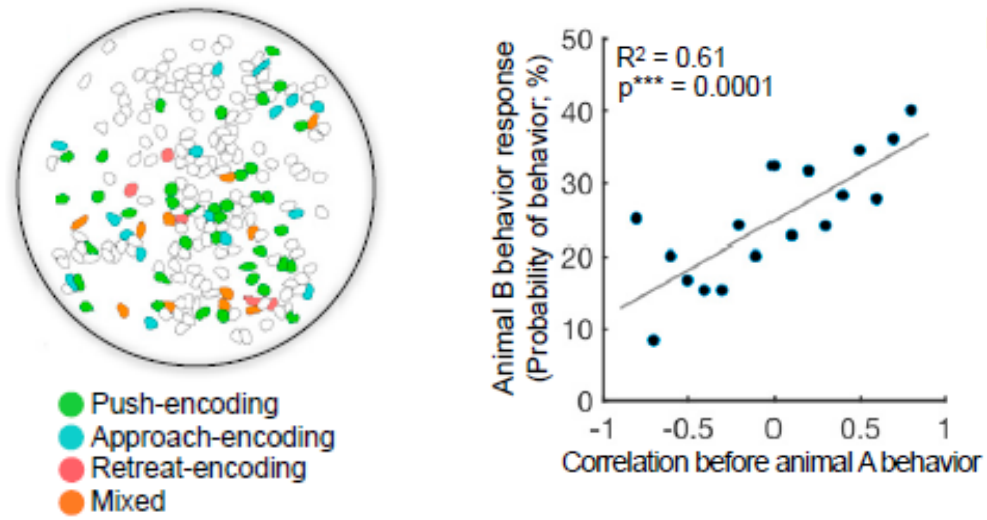 Push-encoding
Approach-encoding
Retreat-encoding
Mixed
Animal B behavior response
(Probability of behavior; %)
50
40
30
20
10
0
R² = 0.61
p*** = 0.0001
-1 -0.5 0 0.5 1
Correlation before animal A behavior